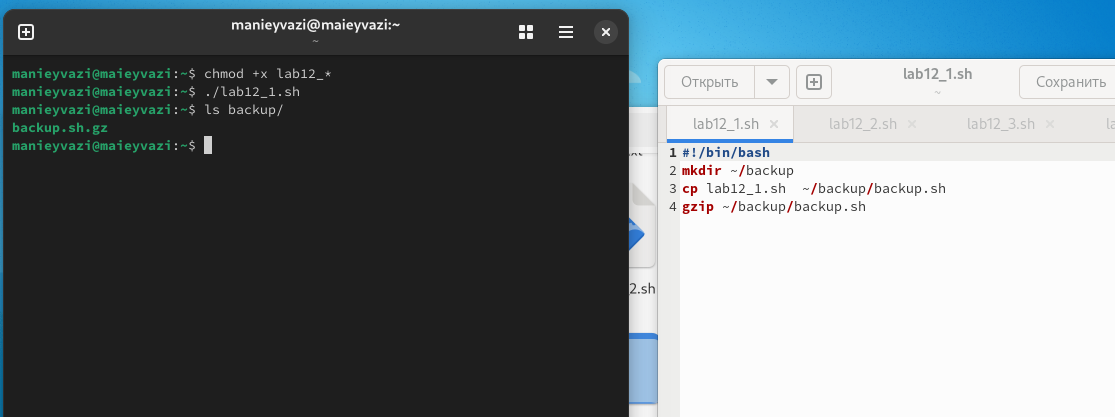 manieyvazi@maieyvazi:~
~
manieyvazi@maieyvazi:~$ chmod +x lab12_*
manieyvazi@maieyvazi:~$ ./lab12_1.sh
manieyvazi@maieyvazi:~$ ls backup/
backup.sh.gz
manieyvazi@maieyvazi:~$
2.sh
Открыть
lab12_1.sh
~
Сохранить
lab12_1.sh × lab12_2.sh × lab12_3.sh ×
1 #!/bin/bash
2 mkdir ~/backup
3 cp lab12_1.sh  ~/backup/backup.sh
4 gzip ~/backup/backup.sh